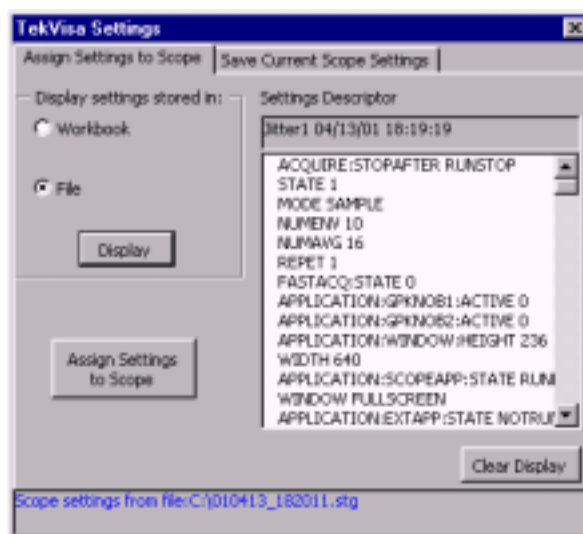 TekVisa Settings
Assign Settings to Scope
Save Current Scope Settings
Display settings stored in:
Workbook
File
Display
Assign Settings
to Scope
Settings Descriptor
Jitter1 04/13/01 18:19:19
ACQUIRE:STOPAFTER RUNSTOP
STATE 1
MODE SAMPLE
NUMENV 10
NUMAVG 16
REPET 1
FASTACQ:STATE 0
APPLICATION:GPKNOB1:ACTIVE 0
APPLICATION:GPKNOB2:ACTIVE 0
APPLICATION:WINDOW:HEIGHT 236
WIDTH 640
APPLICATION:SCOPEAPP:STATE RUN
WINDOW FULLSCREEN
APPLICATION:EXTAPP:STATE NOTRU
Clear Display
Scope settings from file:C:\j010413_182011.stg